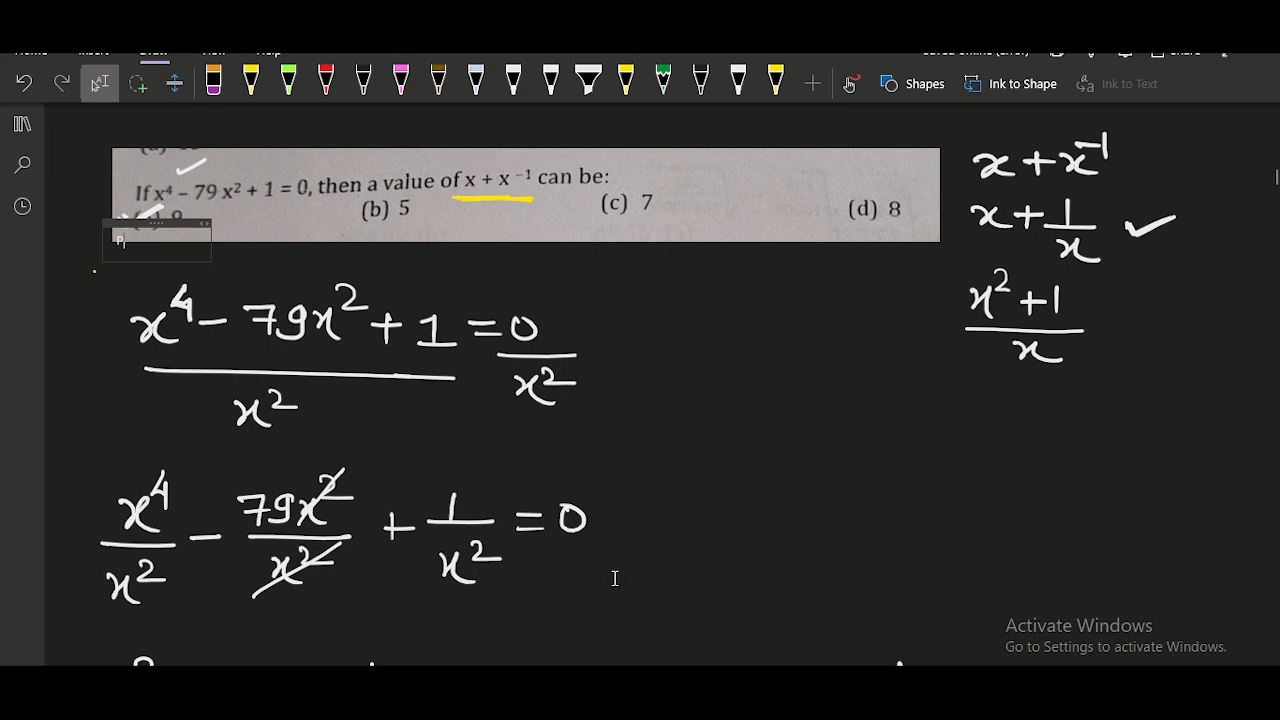 Shapes Ink to Shape Ink to Text
If x⁴ – 79 x² + 1 = 0, then a value of x + x ⁻¹ can be:
(b) 5 (c) 7 (d) 8
P
x + x⁻¹
x + 1/x
(x² + 1)/x
(x⁴ – 79x² + 1)/x² = 0/x²
x⁴/x² – 79x²/x² + 1/x² = 0
Activate Windows
Go to Settings to activate Windows.